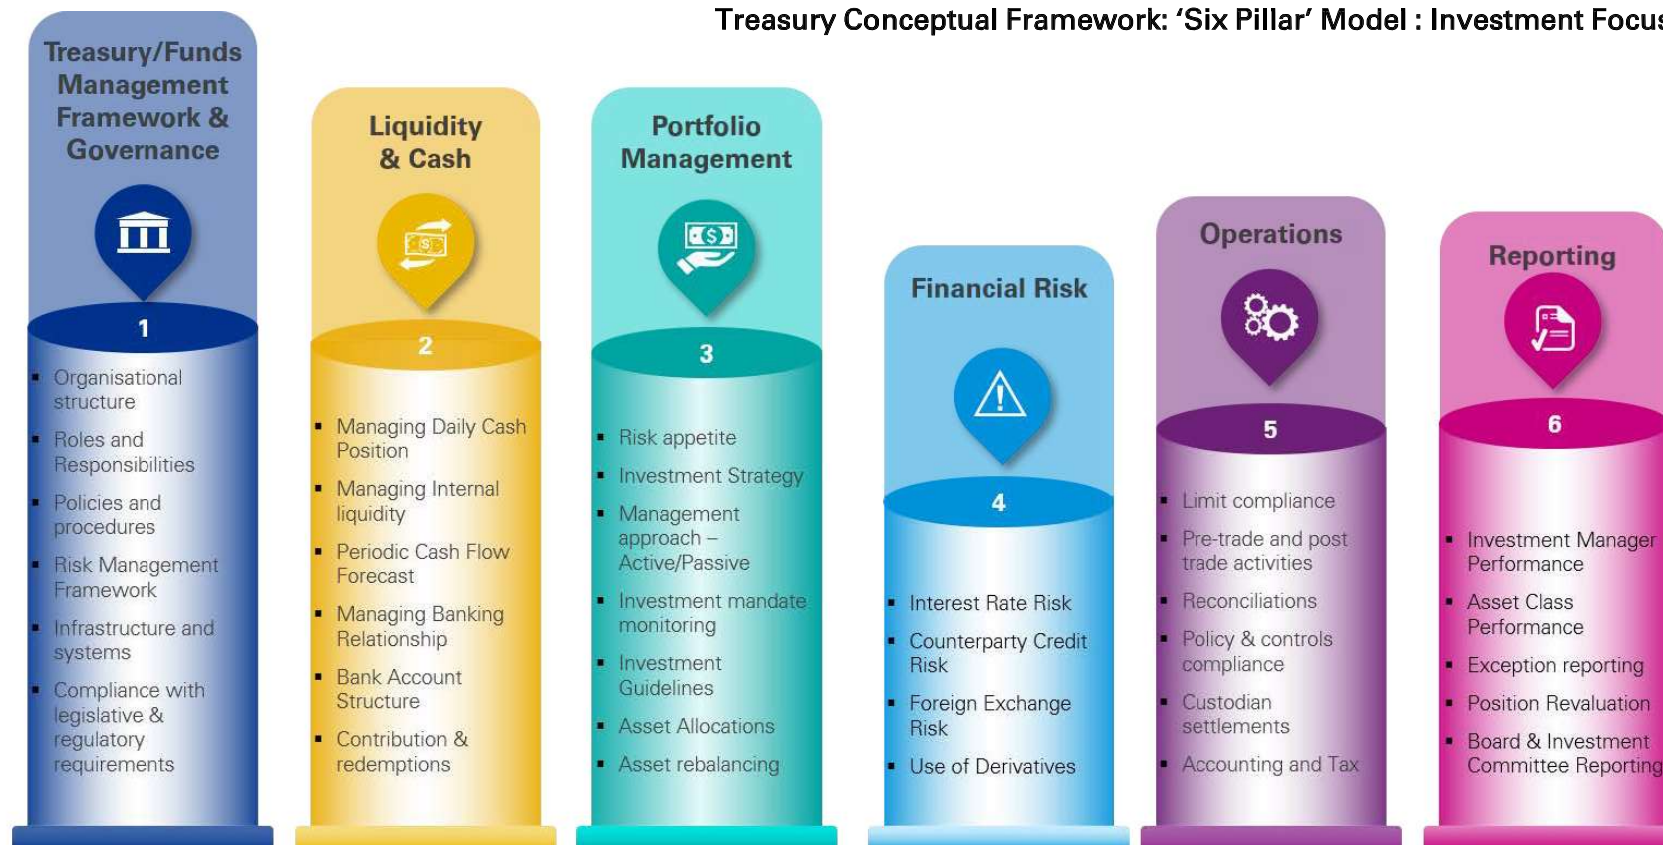 Treasury Conceptual Framework: ‘Six Pillar’ Model : Investment Focus
Treasury/Funds
Management
Framework &
Governance
1
▪ Organisational
structure
▪ Roles and
Responsibilities
▪ Policies and
procedures
▪ Risk Management
Framework
▪ Infrastructure and
systems
▪ Compliance with
legislative &
regulatory
requirements
Liquidity
& Cash
2
▪ Managing Daily Cash
Position
▪ Managing Internal
liquidity
▪ Periodic Cash Flow
Forecast
▪ Managing Banking
Relationship
▪ Bank Account
Structure
▪ Contribution &
redemptions
Portfolio
Management
3
▪ Risk appetite
▪ Investment Strategy
▪ Management
approach –
Active/Passive
▪ Investment mandate
monitoring
▪ Investment
Guidelines
▪ Asset Allocations
▪ Asset rebalancing
Financial Risk
4
▪ Interest Rate Risk
▪ Counterparty Credit
Risk
▪ Foreign Exchange
Risk
▪ Use of Derivatives
Operations
5
▪ Limit compliance
▪ Pre-trade and post
trade activities
▪ Reconciliations
▪ Policy & controls
compliance
▪ Custodian
settlements
▪ Accounting and Tax
Reporting
6
▪ Investment Manager
Performance
▪ Asset Class
Performance
▪ Exception reporting
▪ Position Revaluation
▪ Board & Investment
Committee Reporting